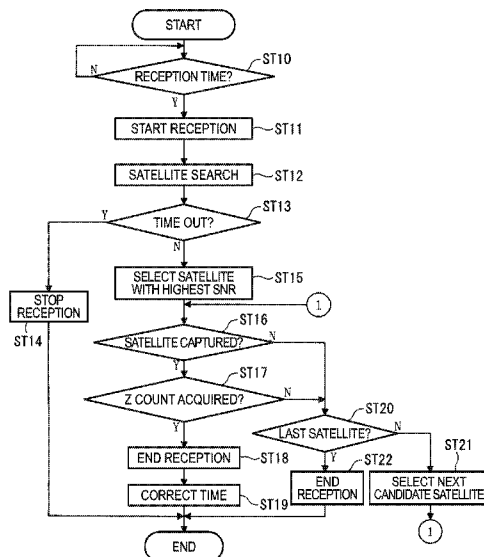 START
ST10
N
RECEPTION TIME?
Y
START RECEPTION
ST11
SATELLITE SEARCH
ST12
ST13
Y
TIME OUT?
N
SELECT SATELLITE
WITH HIGHEST SNR
ST15
STOP
RECEPTION
ST14
1
ST16
SATELLITE CAPTURED?
N
Y
ST17
Z COUNT ACQUIRED?
N
Y
ST20
LAST SATELLITE?
N
Y
END RECEPTION
ST18
ST22
END
RECEPTION
ST21
SELECT NEXT
CANDIDATE SATELLITE
CORRECT TIME
ST19
1
END